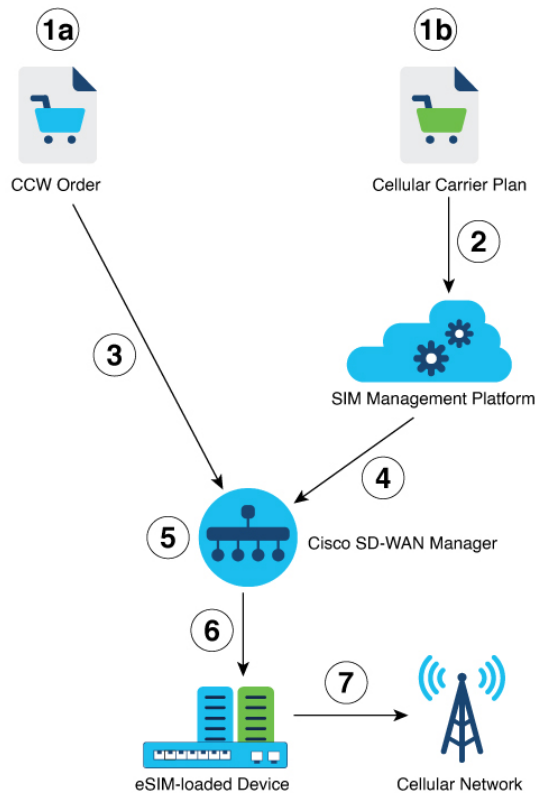 1a
1b
CCW Order
Cellular Carrier Plan
2
3
SIM Management Platform
4
5
Cisco SD-WAN Manager
6
7
eSIM-loaded Device
Cellular Network